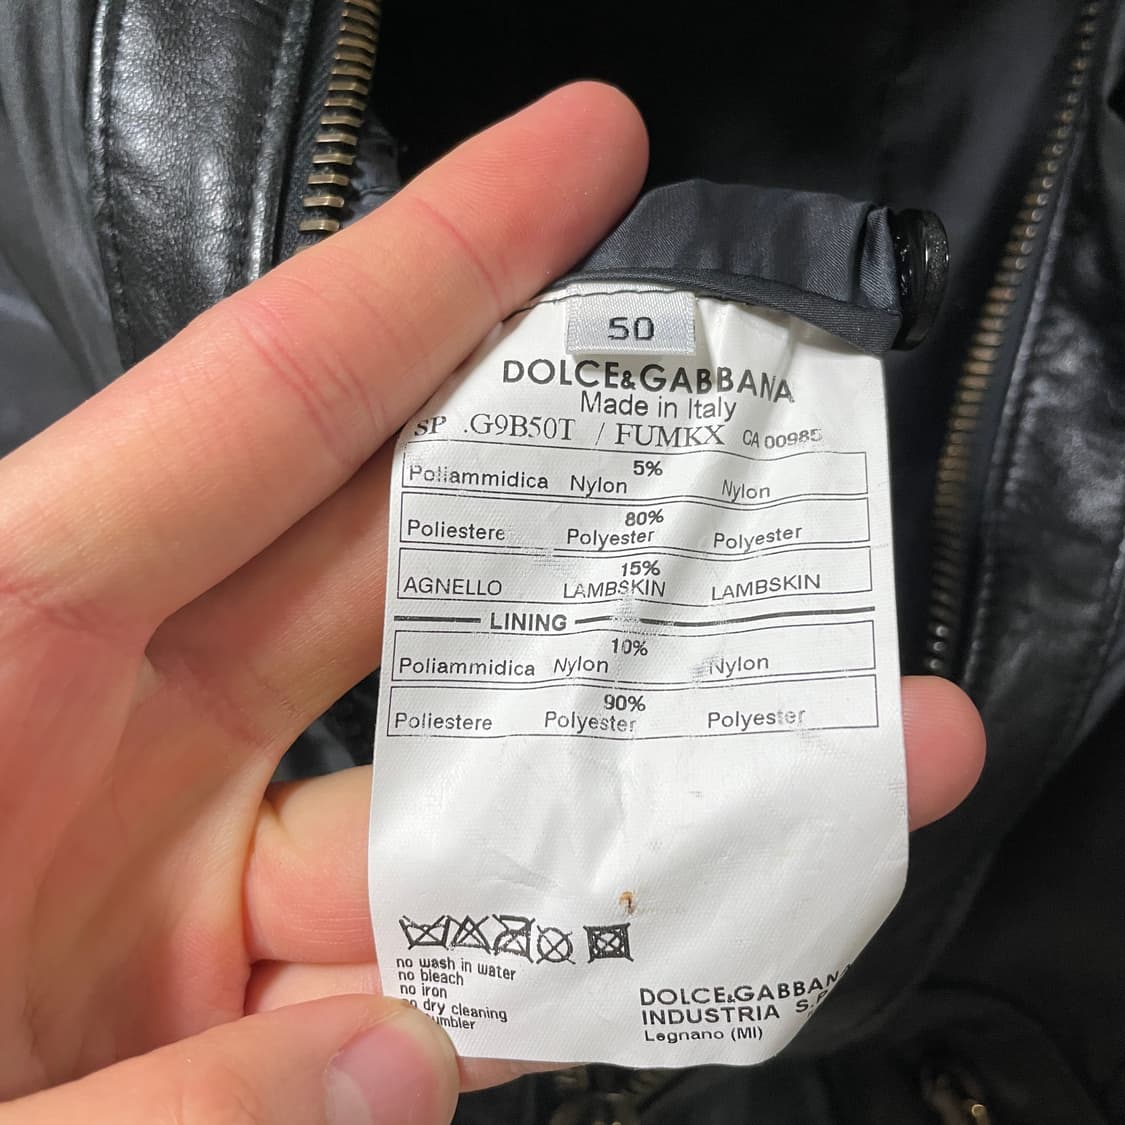 50
DOLCE&GABBANA
Made in Italy
SP .G9B50T / FUMKX CA 00985
5%
Poliammidica Nylon Nylon
80%
Poliestere Polyester Polyester
15%
AGNELLO LAMBSKIN LAMBSKIN
LINING
10%
Poliammidica Nylon Nylon
90%
Poliestere Polyester Polyester
no wash in water
no bleach
no iron
no dry cleaning
umbler
DOLCE&GABBANA
INDUSTRIA S.P
Legnano (MI)